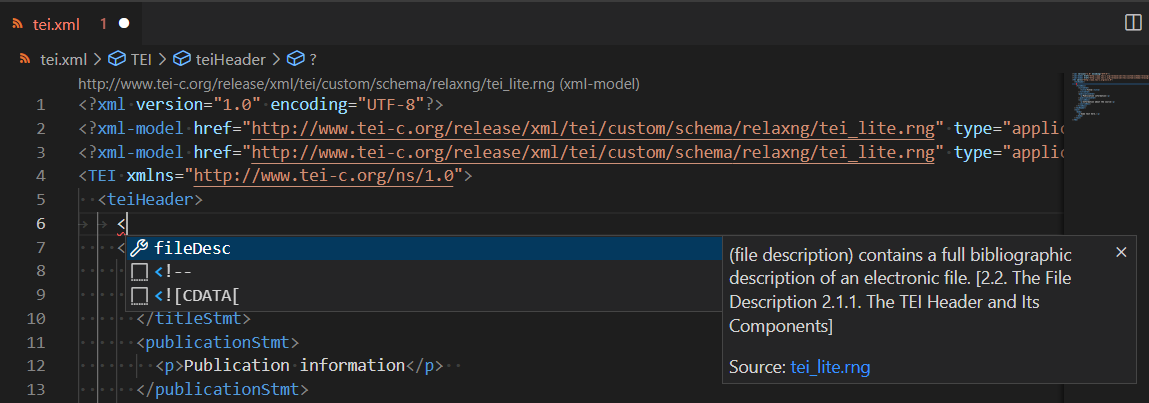 tei.xml 1
tei.xml > TEI > teiHeader > ?
http://www.tei-c.org/release/xml/tei/custom/schema/relaxng/tei_lite.rng (xml-model)
1 <?xml version="1.0" encoding="UTF-8"?>
2 <?xml-model href="http://www.tei-c.org/release/xml/tei/custom/schema/relaxng/tei_lite.rng" type="applic
3 <?xml-model href="http://www.tei-c.org/release/xml/tei/custom/schema/relaxng/tei_lite.rng" type="applic
4 <TEI xmlns="http://www.tei-c.org/ns/1.0">
5 <teiHeader>
6 <
7 <
fileDesc
8 <!--
9 <![CDATA[
10 </titleStmt>
11 <publicationStmt>
12 <p>Publication information</p>
13 </publicationStmt>
(file description) contains a full bibliographic
description of an electronic file. [2.2. The File
Description 2.1.1. The TEI Header and Its
Components]
Source: tei_lite.rng